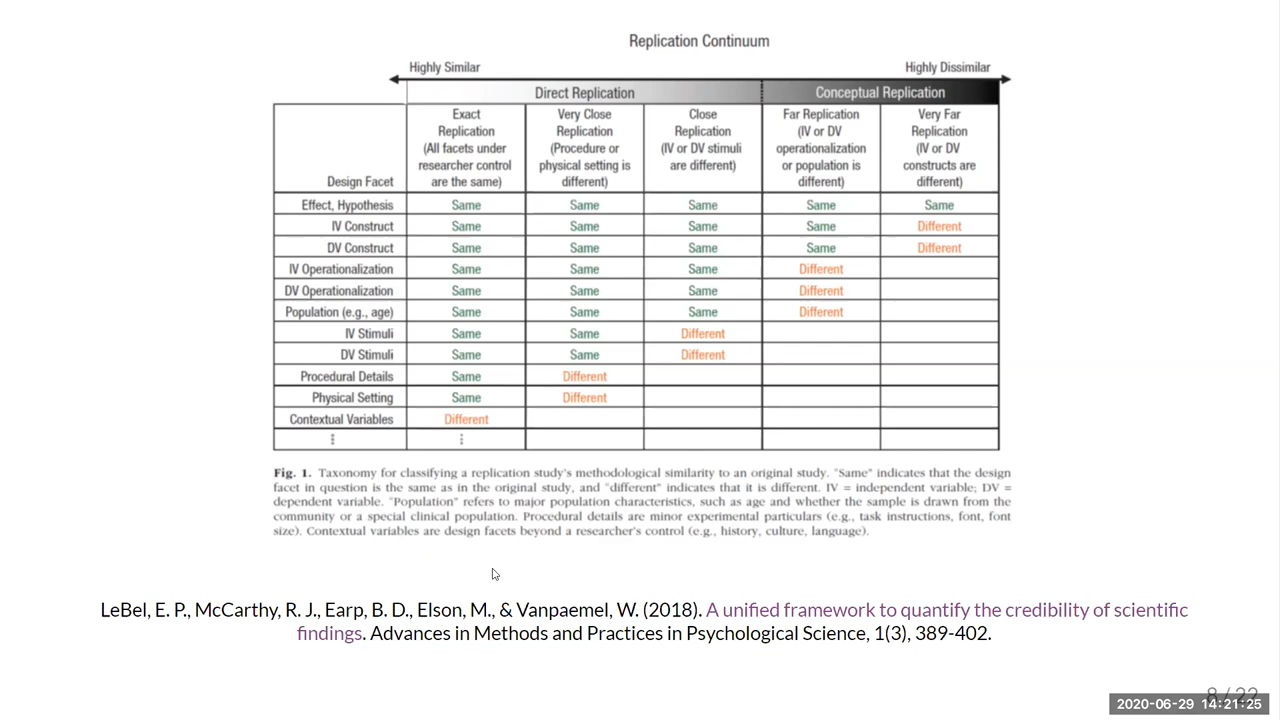 Replication Continuum
Highly Similar Highly Dissimilar
Direct Replication Conceptual Replication
Design Facet
Exact
Replication
(All facets under
researcher control
are the same)
Very Close
Replication
(Procedure or
physical setting is
different)
Close
Replication
(IV or DV stimuli
are different)
Far Replication
(IV or DV
operationalization
or population is
different)
Very Far
Replication
(IV or DV
constructs are
different)
Effect, Hypothesis Same Same Same Same Same
IV Construct Same Same Same Same Different
DV Construct Same Same Same Same Different
IV Operationalization Same Same Same Different
DV Operationalization Same Same Same Different
Population (e.g., age) Same Same Same Different
IV Stimuli Same Same Different
DV Stimuli Same Same Different
Procedural Details Same Different
Physical Setting Same Different
Contextual Variables Different
⋮ ⋮
Fig. 1. Taxonomy for classifying a replication study's methodological similarity to an original study. "Same" indicates that the design
facet in question is the same as in the original study, and "different" indicates that it is different. IV = independent variable; DV =
dependent variable. "Population" refers to major population characteristics, such as age and whether the sample is drawn from the
community or a special clinical population. Procedural details are minor experimental particulars (e.g., task instructions, font, font
size). Contextual variables are design facets beyond a researcher's control (e.g., history, culture, language).
LeBel, E. P., McCarthy, R. J., Earp, B. D., Elson, M., & Vanpaemel, W. (2018). A unified framework to quantify the credibility of scientific
findings. Advances in Methods and Practices in Psychological Science, 1(3), 389-402.
8 / 22
2020-06-29 14:21:25